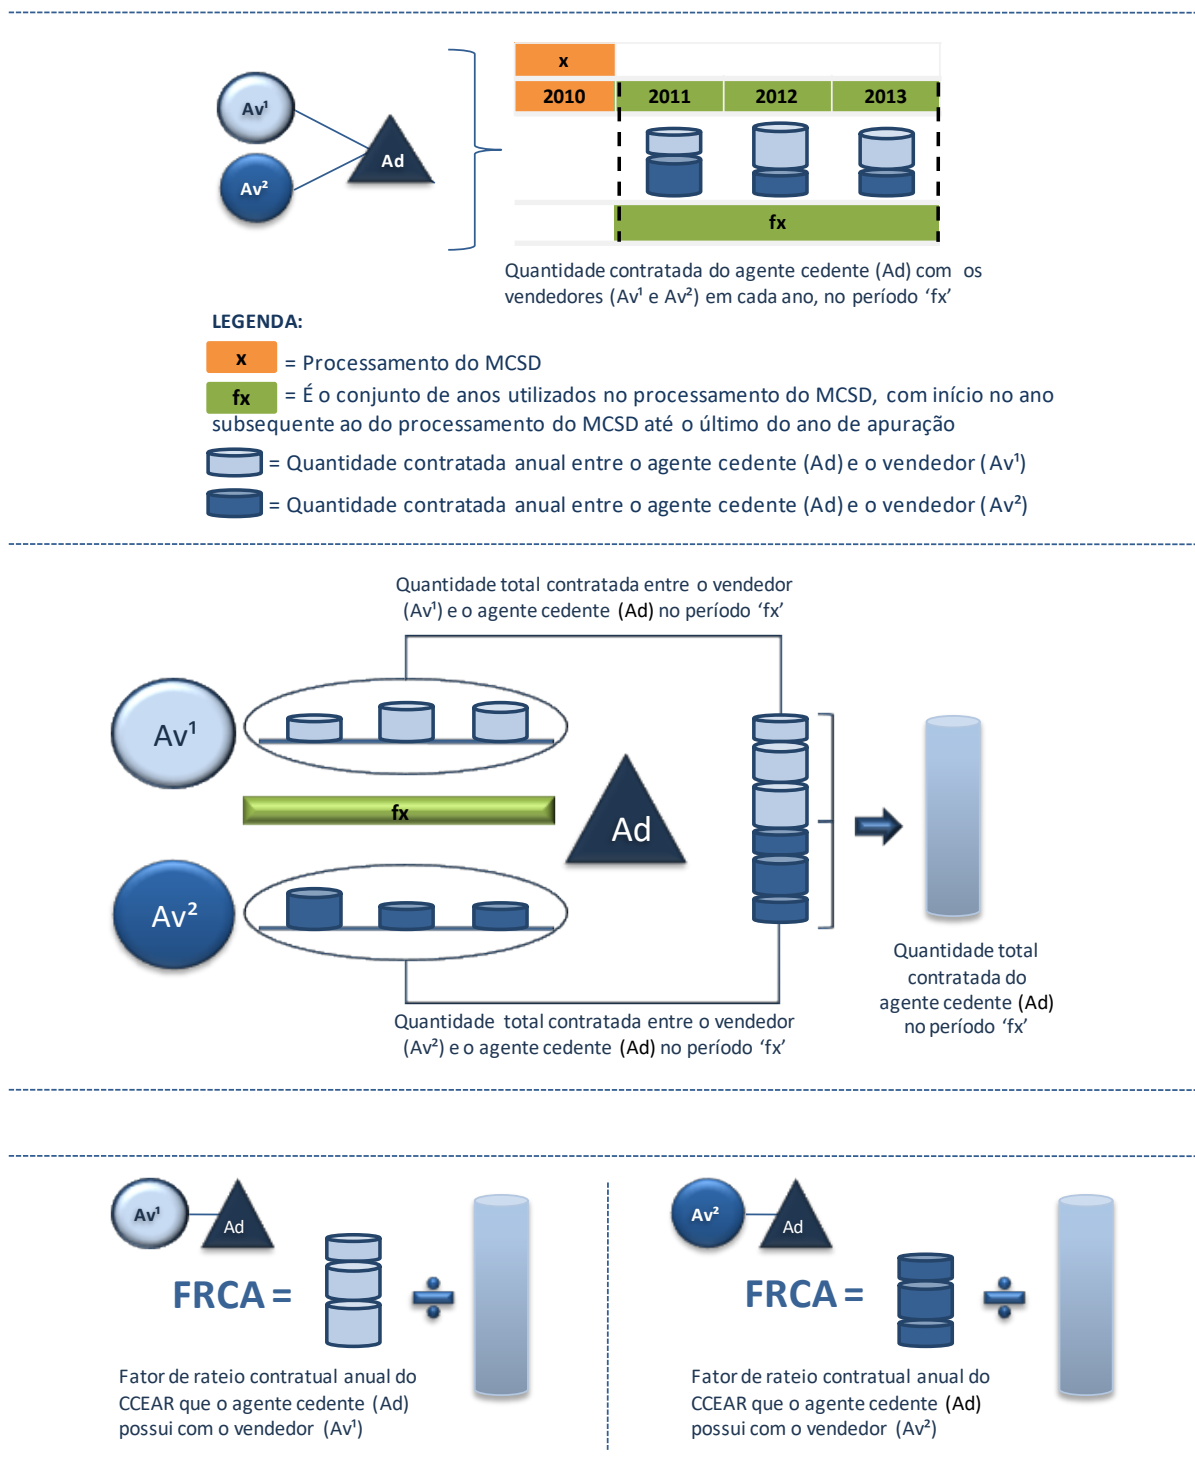 x
2010 2011 2012 2013
Av¹
Ad
Av²
fx
Quantidade contratada do agente cedente (Ad) com os
vendedores (Av¹ e Av²) em cada ano, no período ‘fx’
LEGENDA:
x = Processamento do MCSD
fx = É o conjunto de anos utilizados no processamento do MCSD, com início no ano
subsequente ao do processamento do MCSD até o último do ano de apuração
= Quantidade contratada anual entre o agente cedente (Ad) e o vendedor (Av¹)
= Quantidade contratada anual entre o agente cedente (Ad) e o vendedor (Av²)
Quantidade total contratada entre o vendedor
(Av¹) e o agente cedente (Ad) no período ‘fx’
Av¹
fx
Ad
Av²
Quantidade total
contratada do
agente cedente (Ad)
no período ‘fx’
Quantidade total contratada entre o vendedor
(Av²) e o agente cedente (Ad) no período ‘fx’
Av¹
Ad
FRCA =
Fator de rateio contratual anual do
CCEAR que o agente cedente (Ad)
possui com o vendedor (Av¹)
Av²
Ad
FRCA =
Fator de rateio contratual anual do
CCEAR que o agente cedente (Ad)
possui com o vendedor (Av²)